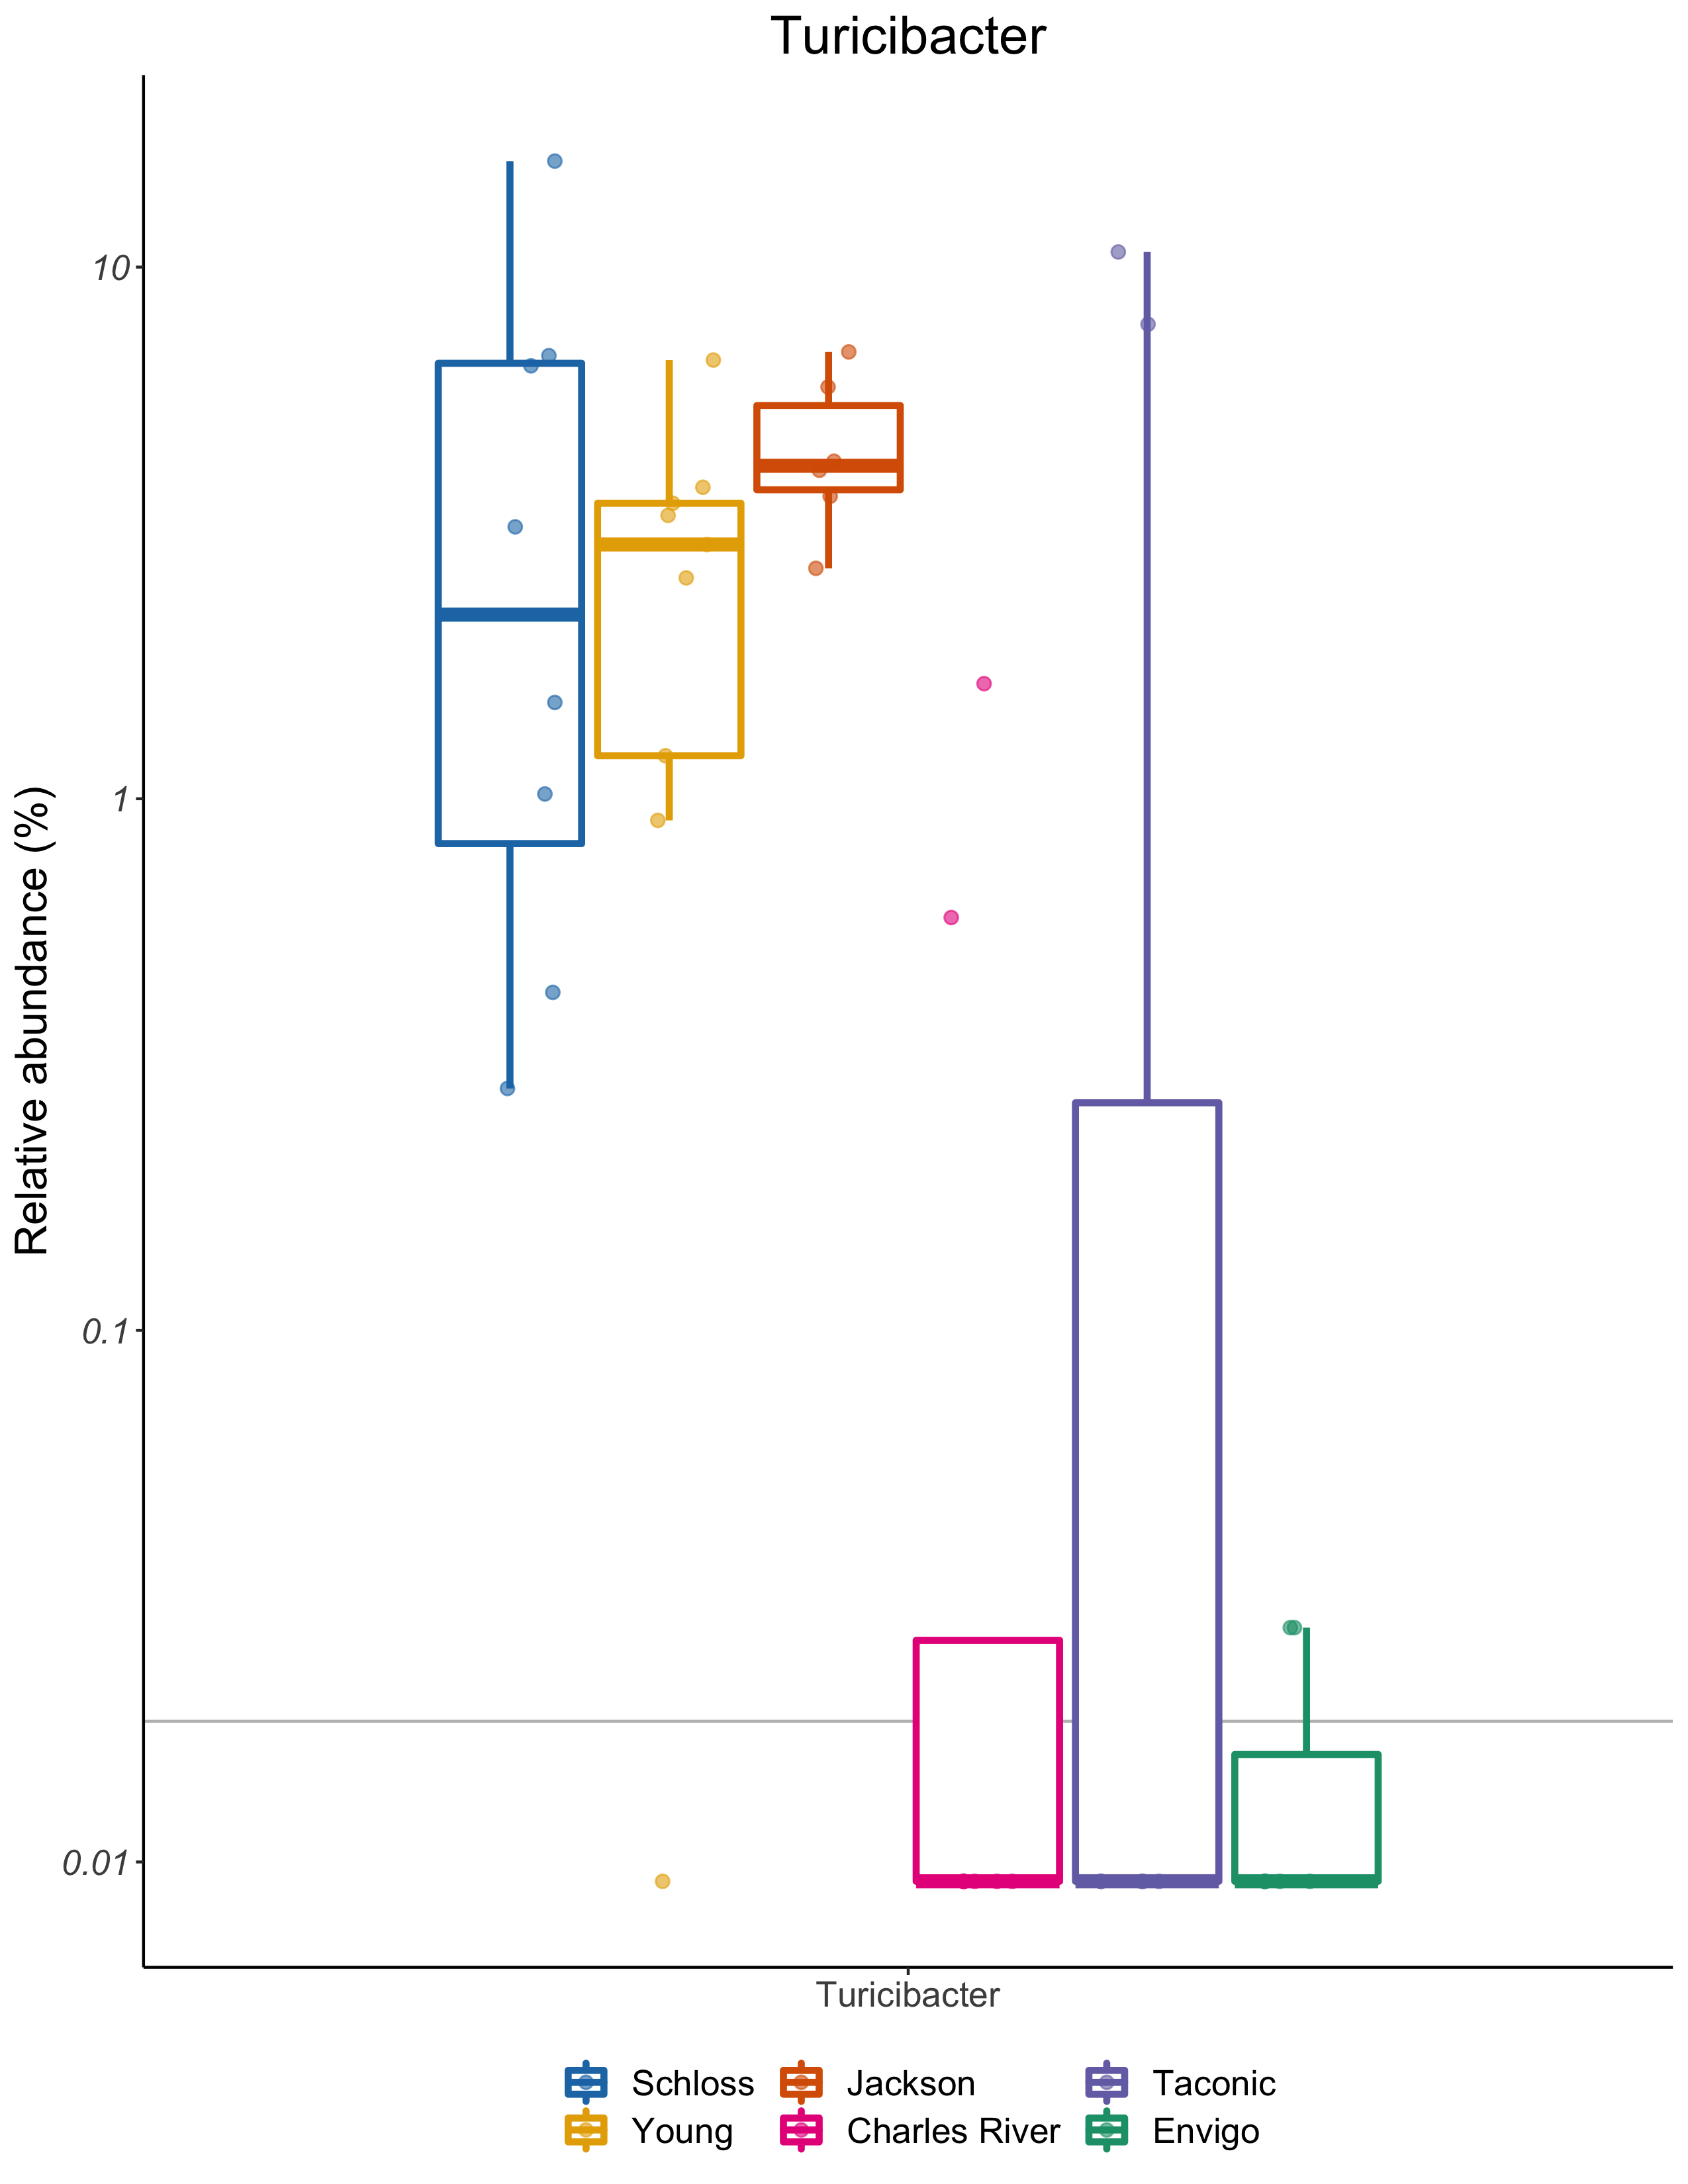 Turicibacter
Relative abundance (%)
10
1
0.1
0.01
Turicibacter
Schloss Jackson Taconic
Young Charles River Envigo